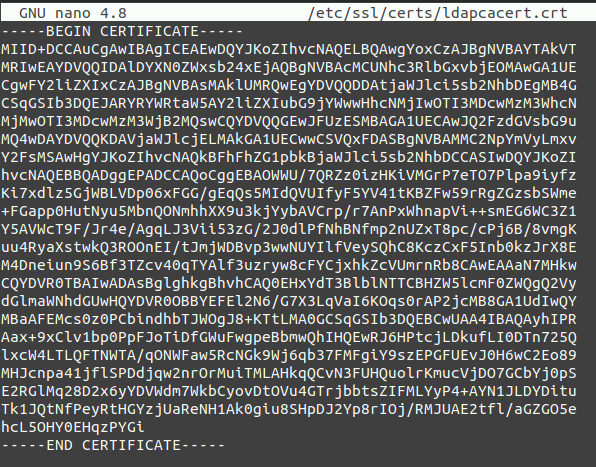 GNU nano 4.8 /etc/ssl/certs/ldapcacert.crt
-----BEGIN CERTIFICATE-----
MIID+DCCAuCgAwIBAgICEAEwDQYJKoZIhvcNAQELBQAwgYoxCzAJBgNVBAYTAkVT
MRIwEAYDVQQIDAlDYXN0ZWxsb24xEjAQBgNVBAcMCUNhc3RlbGxvbjEOMAwGA1UE
CgwFY2liZXIxCzAJBgNVBAsMAklUMRQwEgYDVQQDDAtjaWJlci5sb2NhbDEgMB4G
CSqGSIb3DQEJARYRYWRtaW5AY2liZXIubG9jYWwwHhcNMjIwOTI3MDcwMzM3WhcN
MjMwOTI3MDcwMzM3WjB2MQswCQYDVQQGEwJFUzESMBAGA1UECAwJQ2FzdGVsbG9u
MQ4wDAYDVQQKDAVjaWJlcjELMAkGA1UECwwCSVQxFDASBgNVBAMMC2NpYmVyLmxv
Y2FsMSAwHgYJKoZIhvcNAQkBFhFhZG1pbkBjaWJlci5sb2NhbDCCASIwDQYJKoZI
hvcNAQEBBQADggEPADCCAQoCggEBAOWWU/7QRZz0izHKiVMGrP7eTO7Plpa9iyfz
Ki7xdlz5GjWBLVDp06xFGG/gEqQs5MIdQVUIfyF5YV41tKBZFw59rRgZGzsbSWme
+FGapp0HutNyu5MbnQONmhhXX9u3kjYybAVCrp/r7AnPxWhnapVi++smEG6WC3Z1
Y5AVWcT9F/Jr4e/AgqLJ3Vii53zG/2J0dlPfNhBNfmp2nUZxT8pc/cPj6B/8vmgK
uu4RyaXstwkQ3ROOnEI/tJmjWDBvp3wwNUYIlfVeySQhC8KczCxF5Inb0kzJrX8E
M4Dneiun9S6Bf3TZcv40qTYAlf3uzryw8cFYCjxhkZcVUmrnRb8CAwEAAaN7MHkw
CQYDVR0TBAIwADAsBglghkgBhvhCAQ0EHxYdT3BlblNTTCBHZW5lcmF0ZWQgQ2Vy
dGlmaWNhdGUwHQYDVR0OBBYEFEl2N6/G7X3LqVaI6KOqs0rAP2jcMB8GA1UdIwQY
MBaAFEMcs0z0PCbindhbTJWOgJ8+KTtLMA0GCSqGSIb3DQEBCwUAA4IBAQAyhIPR
Aax+9xClv1bp0PpFJoTiDfGWuFwgpeBbmwQhIHQEwRJ6HPtcjLDkufLI0DTn725Q
lxcW4LTLQFTNWTA/qONWFaw5RcNGk9Wj6qb37FMFgiY9szEPGFUEvJ0H6wC2Eo89
MHJcnpa41jflSPDdjqw2nrOrMuiTMLAHkqQCvN3FUHQuolrKmucVjDO7GCbYj0pS
E2RGlMq28D2x6yYDVWdm7WkbCyovDtOVu4GTrjbbtsZIFMLYyP4+AYN1JLDYDitu
Tk1JQtNfPeyRtHGYzjUaReNH1Ak0giu8SHpDJ2Yp8rIOj/RMJUAE2tfl/aGZGO5e
hcL5OHY0EHqzPYGi
-----END CERTIFICATE-----